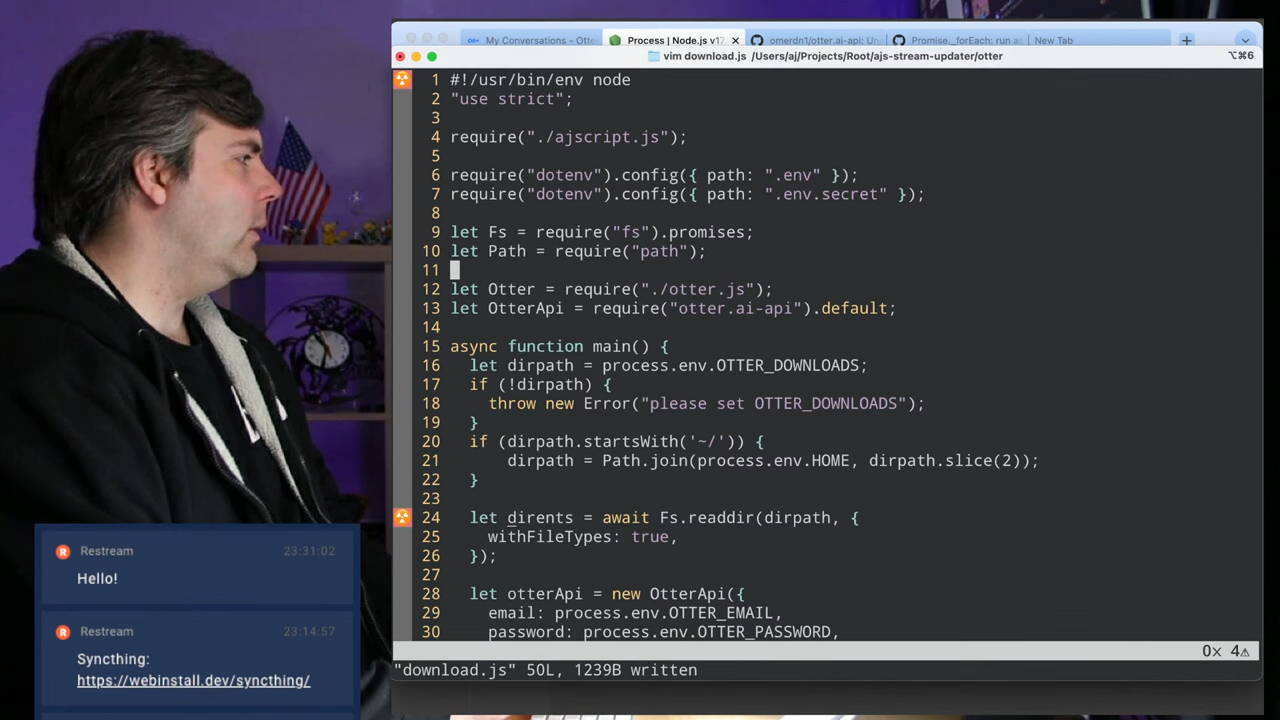 My Conversations - Otte
Process | Node.js v17
omerdn1/otter.ai-api: Un
Promise._forEach: run a
New Tab
vim download.js /Users/aj/Projects/Root/ajs-stream-updater/otter
⌥⌘6
1 #!/usr/bin/env node
2 "use strict";
3
4 require("./ajscript.js");
5
6 require("dotenv").config({ path: ".env" });
7 require("dotenv").config({ path: ".env.secret" });
8
9 let Fs = require("fs").promises;
10 let Path = require("path");
11
12 let Otter = require("./otter.js");
13 let OtterApi = require("otter.ai-api").default;
14
15 async function main() {
16 let dirpath = process.env.OTTER_DOWNLOADS;
17 if (!dirpath) {
18 throw new Error("please set OTTER_DOWNLOADS");
19 }
20 if (dirpath.startsWith('~/')) {
21 dirpath = Path.join(process.env.HOME, dirpath.slice(2));
22 }
23
24 let dirents = await Fs.readdir(dirpath, {
25 withFileTypes: true,
26 });
27
28 let otterApi = new OtterApi({
29 email: process.env.OTTER_EMAIL,
30 password: process.env.OTTER_PASSWORD,
0× 4⚠
"download.js" 50L, 1239B written
R Restream 23:31:02
Hello!
R Restream 23:14:57
Syncthing:
https://webinstall.dev/syncthing/